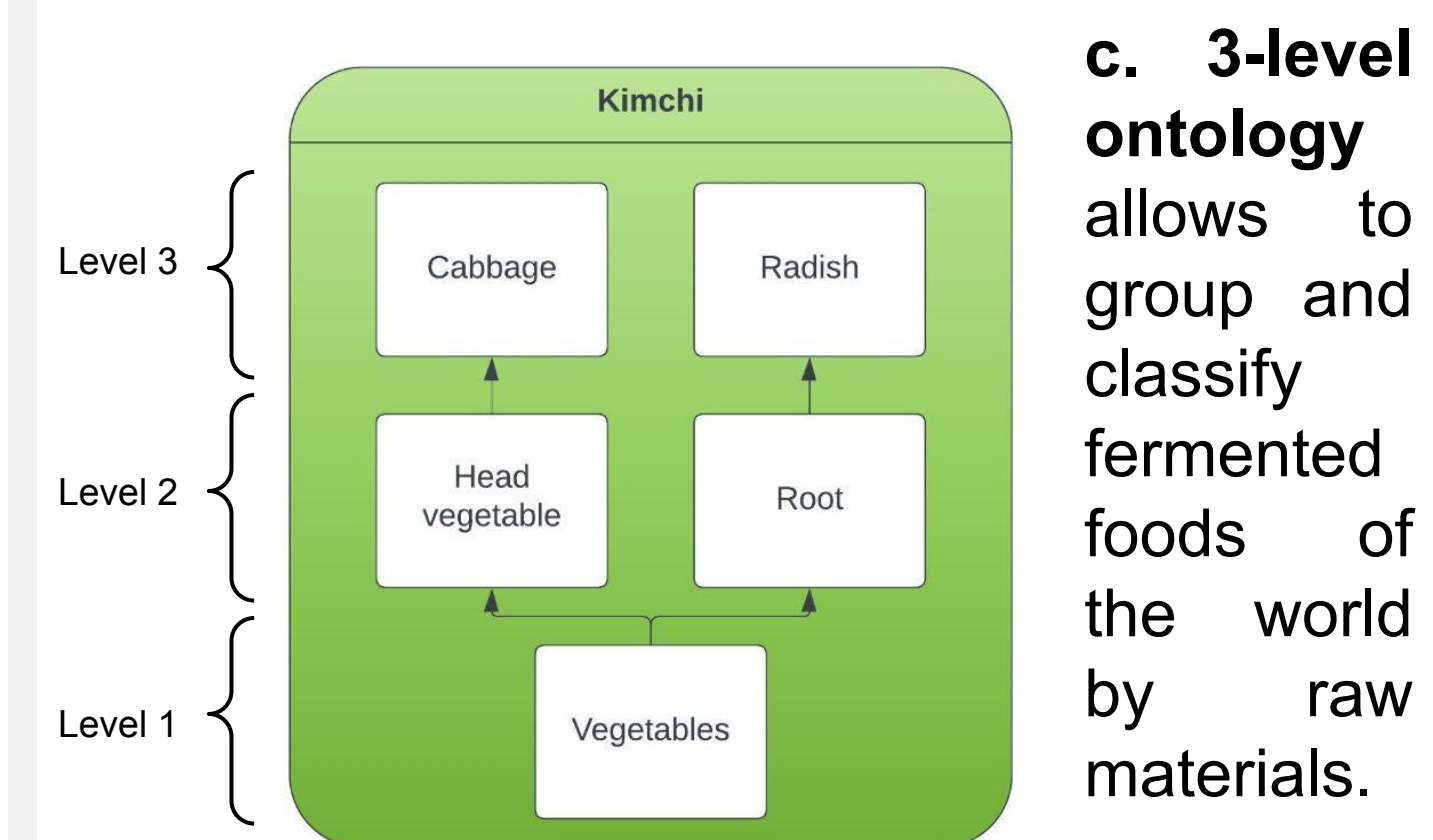 Kimchi
Level 3
Cabbage
Radish
Level 2
Head
vegetable
Root
Level 1
Vegetables
c. 3-level
ontology
allows to
group and
classify
fermented
foods of
the world
by raw
materials.